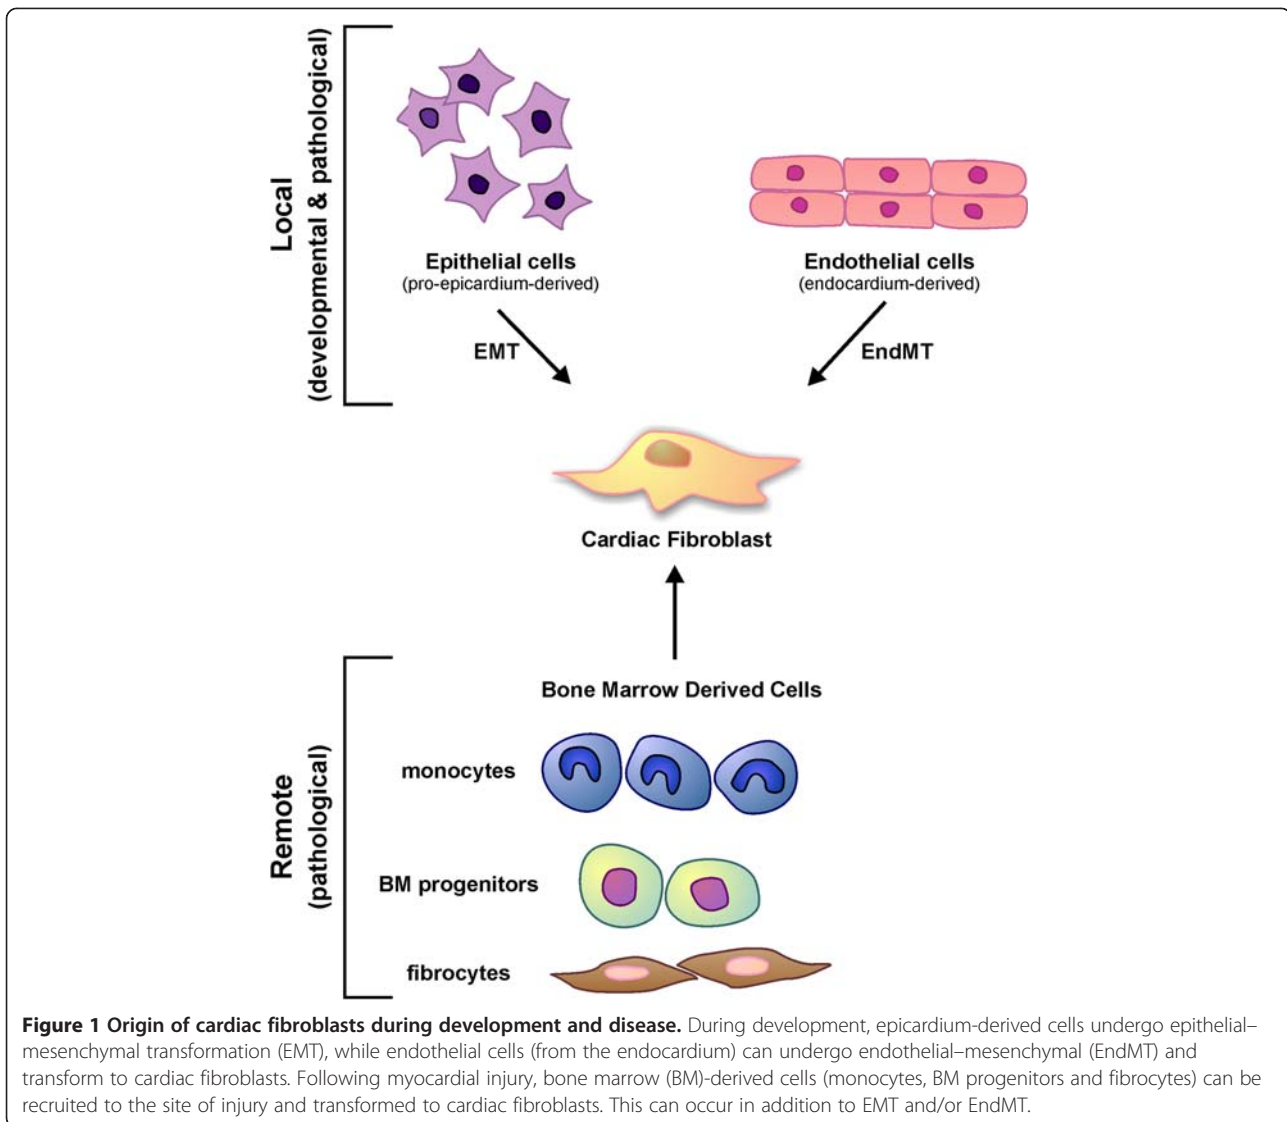 Local
(developmental & pathological)
Epithelial cells
(pro-epicardium-derived)
Endothelial cells
(endocardium-derived)
EMT
EndMT
Cardiac Fibroblast
Remote
(pathological)
Bone Marrow Derived Cells
monocytes
BM progenitors
fibrocytes
Figure 1 Origin of cardiac fibroblasts during development and disease. During development, epicardium-derived cells undergo epithelial–
mesenchymal transformation (EMT), while endothelial cells (from the endocardium) can undergo endothelial–mesenchymal (EndMT) and
transform to cardiac fibroblasts. Following myocardial injury, bone marrow (BM)-derived cells (monocytes, BM progenitors and fibrocytes) can be
recruited to the site of injury and transformed to cardiac fibroblasts. This can occur in addition to EMT and/or EndMT.